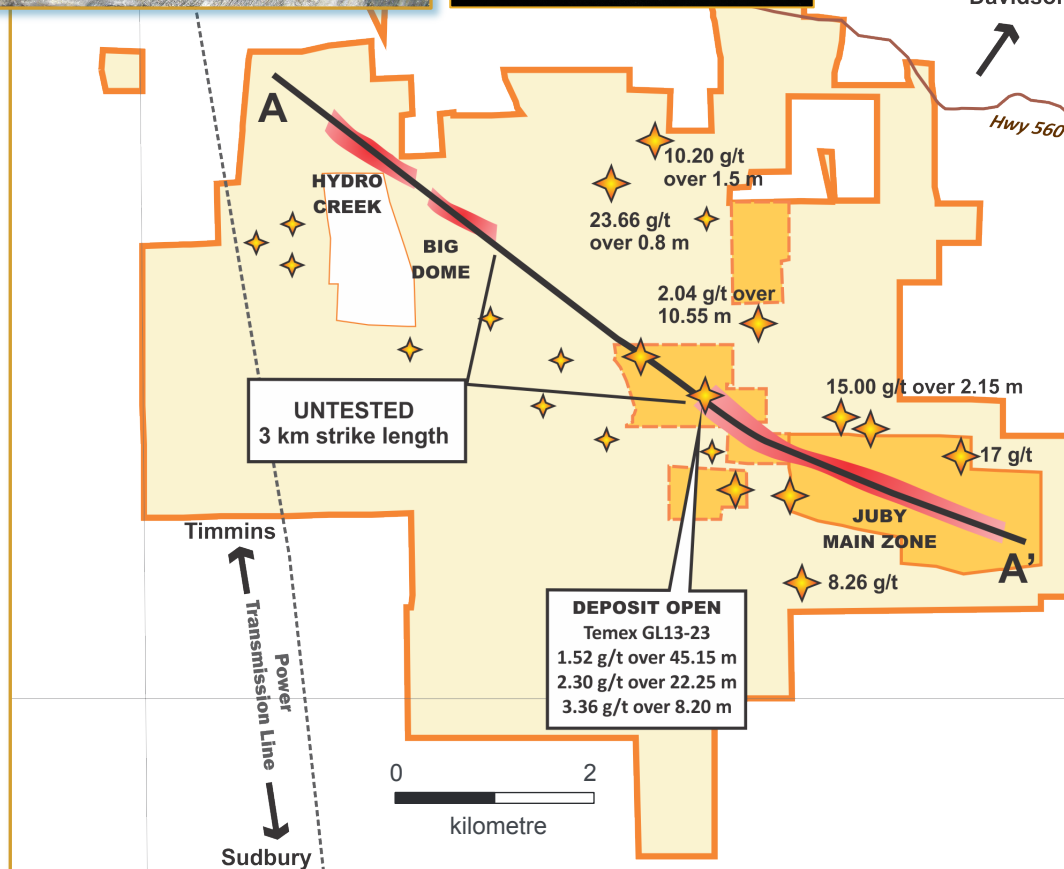 Hwy 560
A
10.20 g/t
over 1.5 m
HYDRO
CREEK
23.66 g/t
over 0.8 m
BIG
DOME
2.04 g/t over
10.55 m
15.00 g/t over 2.15 m
UNTESTED
3 km strike length
17 g/t
JUBY
MAIN ZONE
A’
Timmins
8.26 g/t
DEPOSIT OPEN
Temex GL13-23
1.52 g/t over 45.15 m
2.30 g/t over 22.25 m
3.36 g/t over 8.20 m
Power
Transmission Line
0 2
kilometre
Sudbury